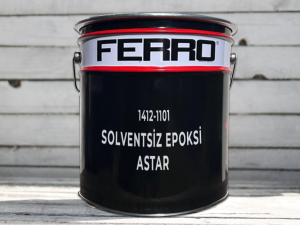 FERRO
1412-1101
SOLVENTSİZ EPOKSİ
ASTAR